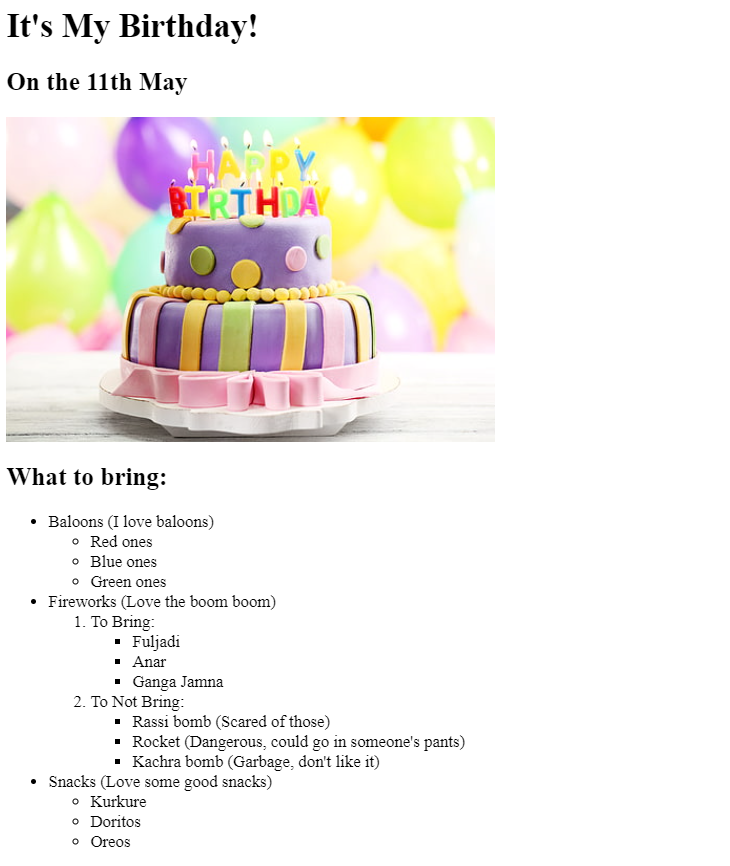 It's My Birthday!
On the 11th May
HAPPY
BIRTHDAY
What to bring:
Baloons (I love baloons)
Red ones
Blue ones
Green ones
Fireworks (Love the boom boom)
1. To Bring:
Fuljadi
Anar
Ganga Jamna
2. To Not Bring:
Rassi bomb (Scared of those)
Rocket (Dangerous, could go in someone's pants)
Kachra bomb (Garbage, don't like it)
Snacks (Love some good snacks)
Kurkure
Doritos
Oreos